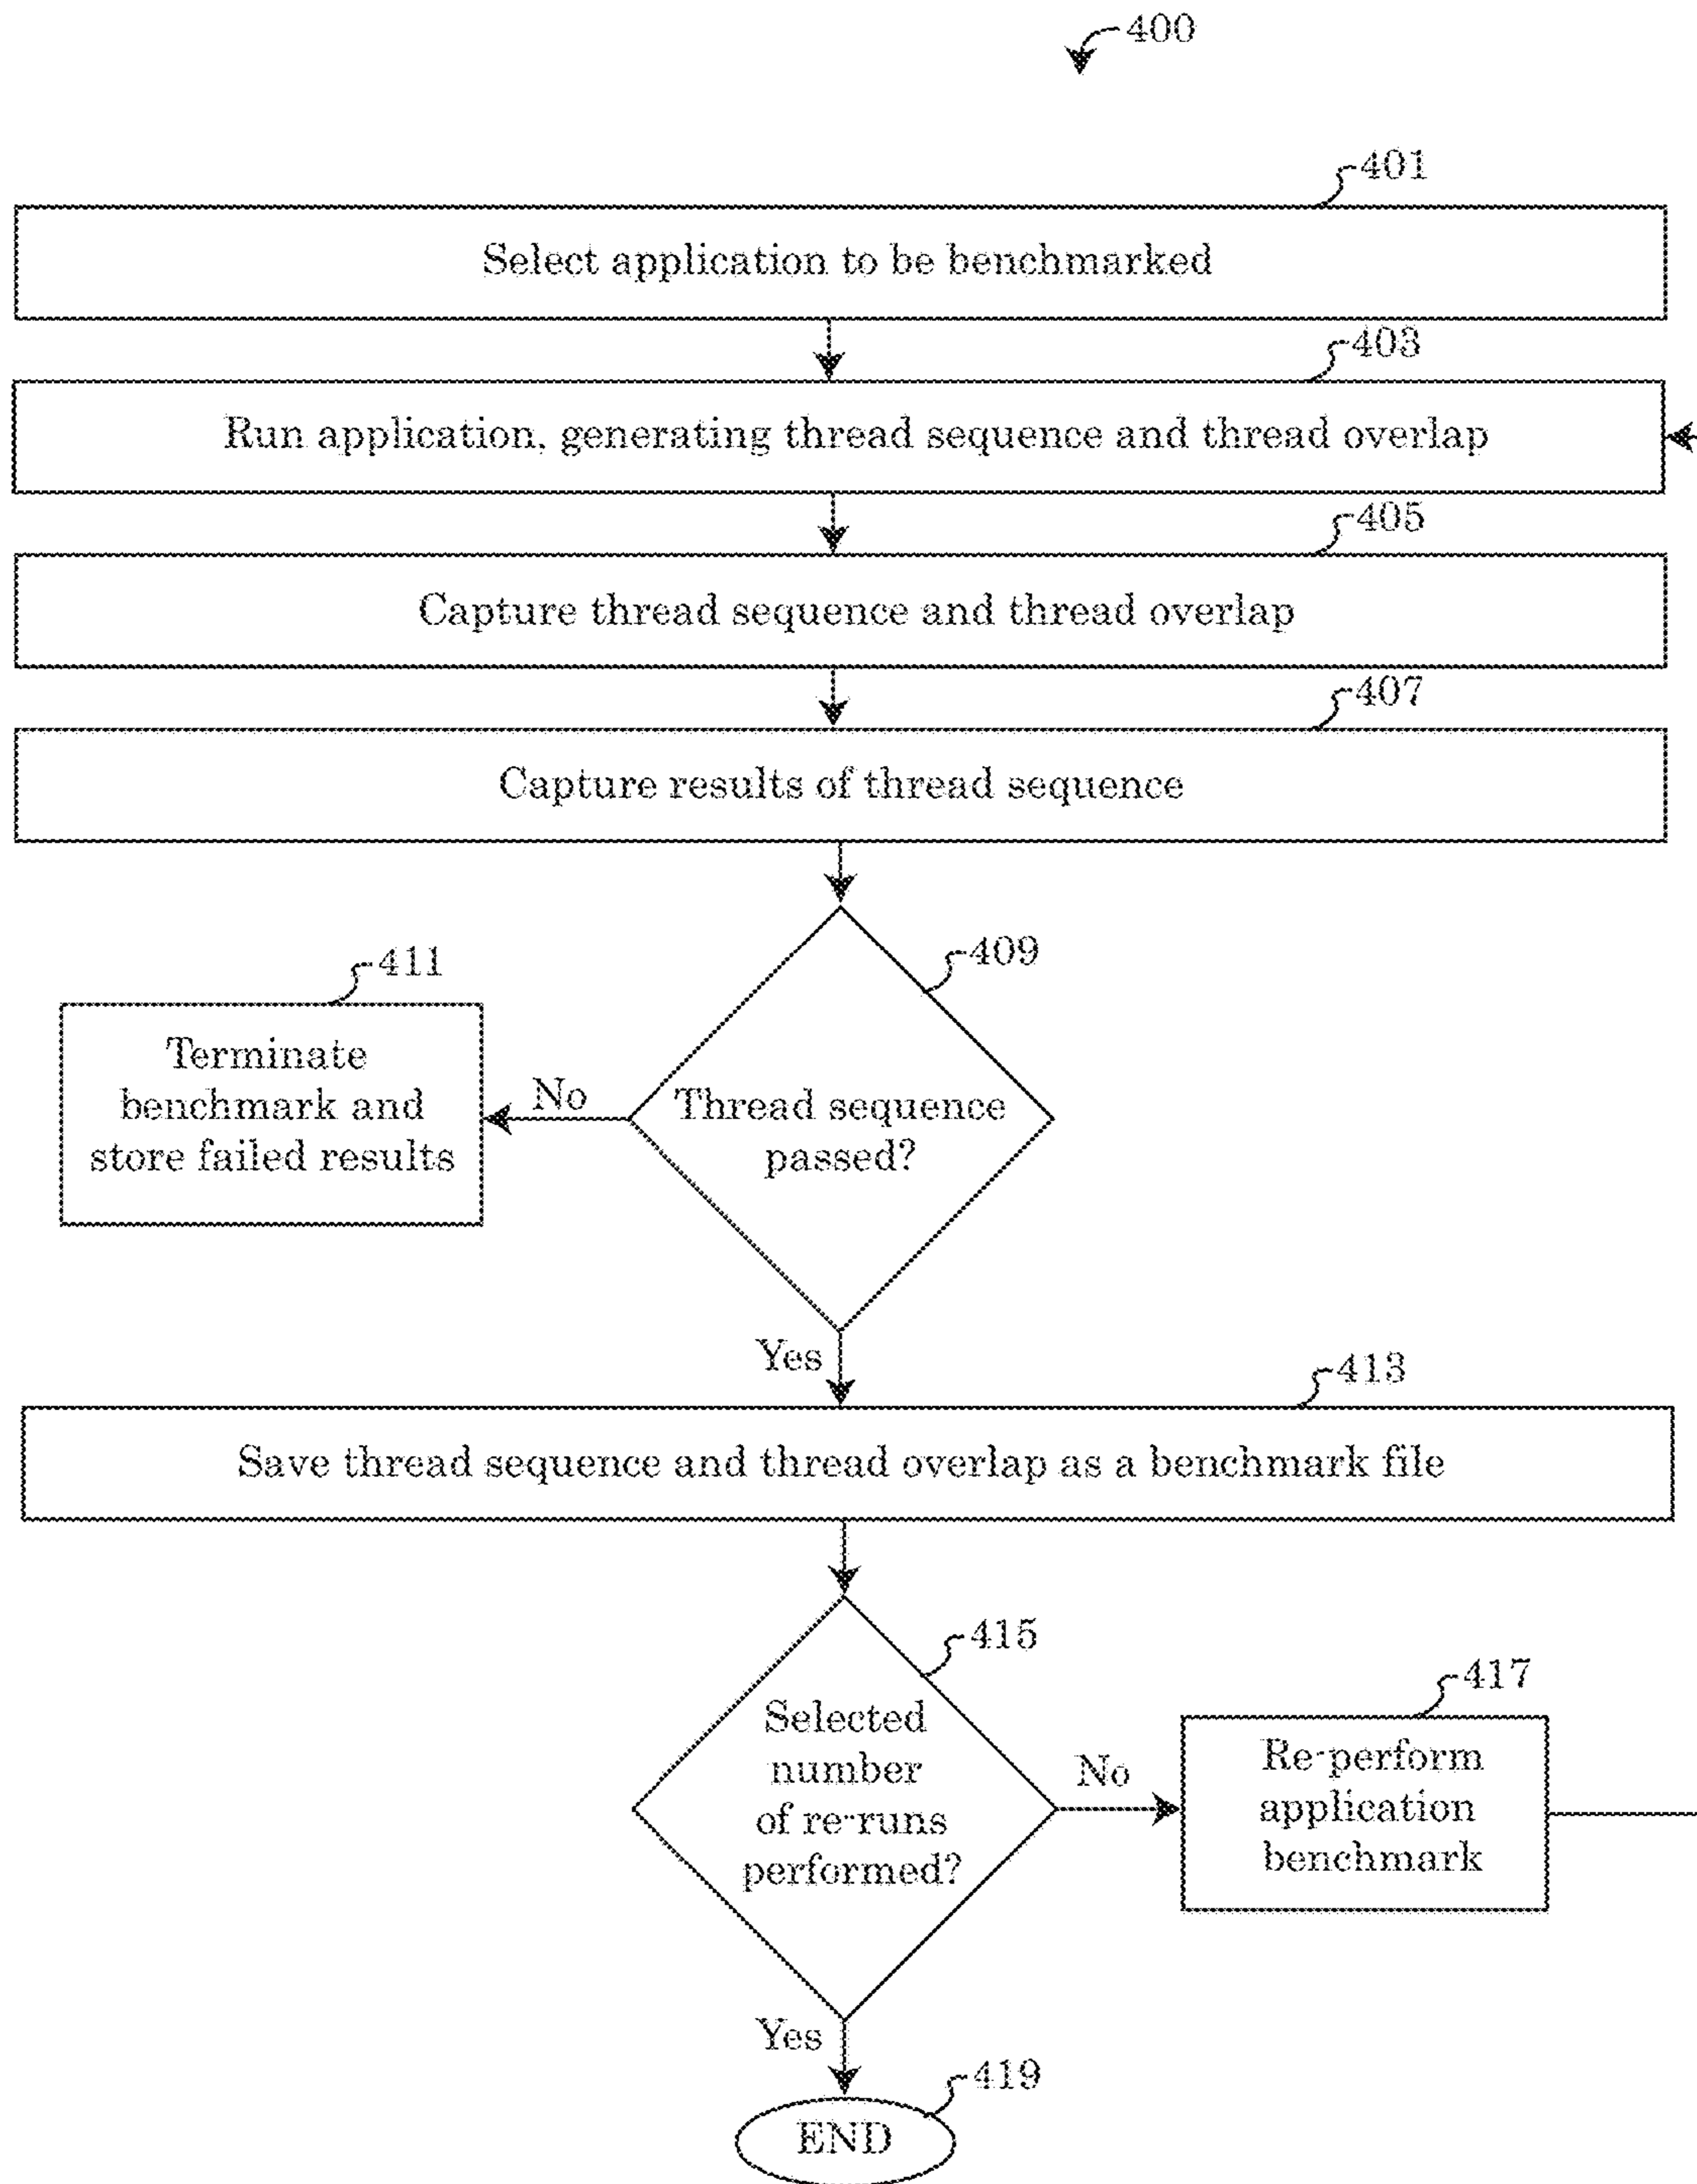 400
401
Select application to be benchmarked
403
Run application, generating thread sequence and thread overlap
405
Capture thread sequence and thread overlap
407
Capture results of thread sequence
409
411
Terminate
benchmark and
store failed results
No
Thread sequence
passed?
Yes
413
Save thread sequence and thread overlap as a benchmark file
415
Selected
number
of re-runs
performed?
No
417
Re-perform
application
benchmark
Yes
419
END